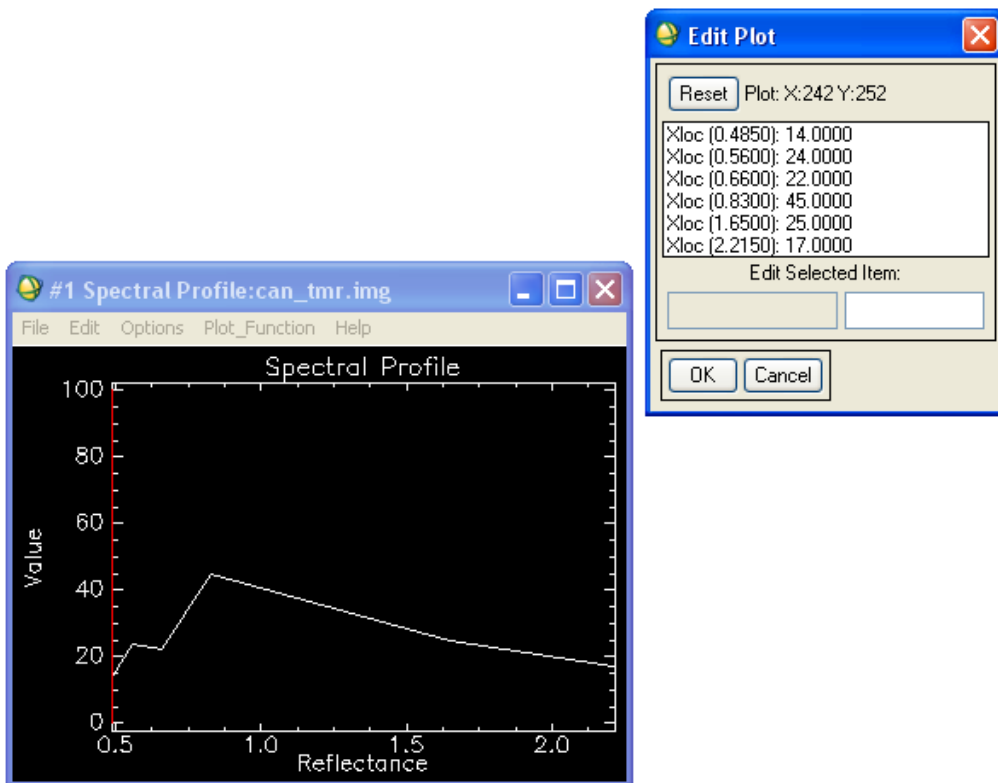 Edit Plot
Reset Plot: X:242 Y:252
Xloc (0.4850): 14.0000
Xloc (0.5600): 24.0000
Xloc (0.6600): 22.0000
Xloc (0.8300): 45.0000
Xloc (1.6500): 25.0000
Xloc (2.2150): 17.0000
Edit Selected Item:
OK Cancel
#1 Spectral Profile:can_tmr.img
File Edit Options Plot_Function Help
Spectral Profile
100
80
60
40
20
0
Value
0.5 1.0 1.5 2.0
Reflectance